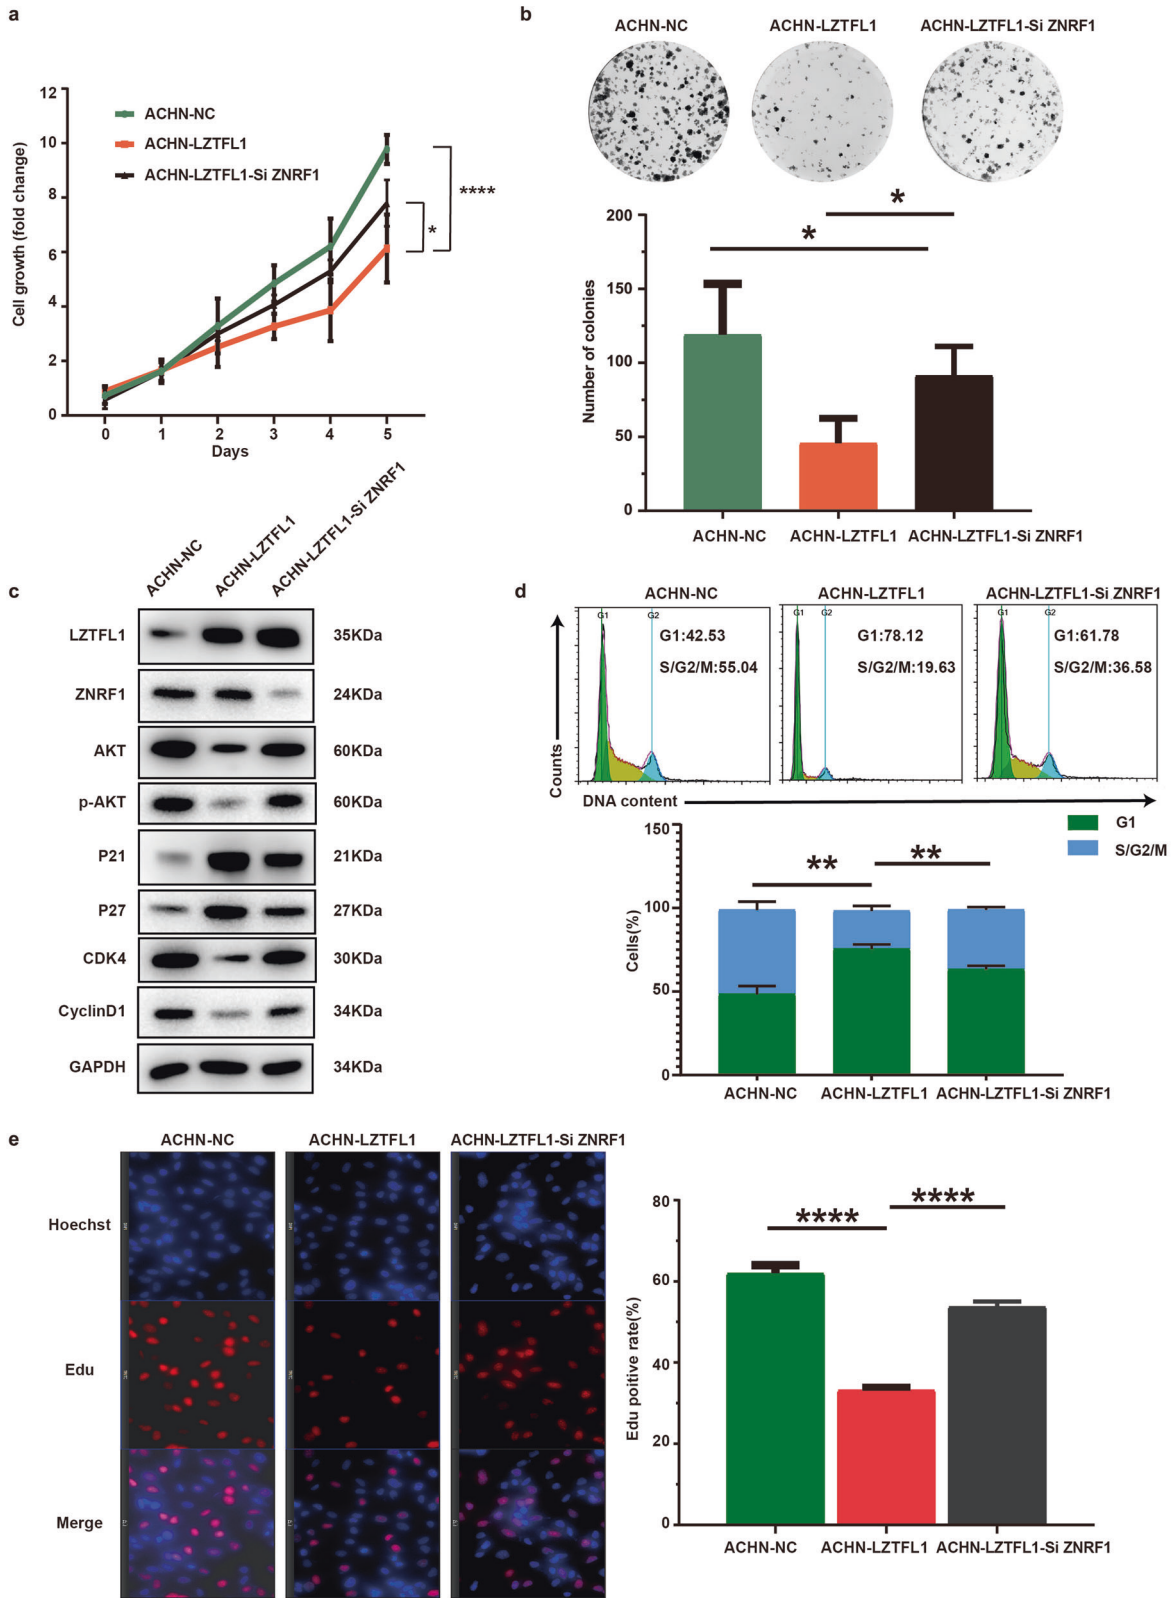 a
12
10
8
6
4
2
0
Cell growth (fold change)
ACHN-NC
ACHN-LZTFL1
ACHN-LZTFL1-Si ZNRF1
****
*
0 1 2 3 4 5
Days
b
ACHN-NC ACHN-LZTFL1 ACHN-LZTFL1-Si ZNRF1
200
150
100
50
0
Number of colonies
*
*
ACHN-NC ACHN-LZTFL1 ACHN-LZTFL1-Si ZNRF1
c
ACHN-NC
ACHN-LZTFL1
ACHN-LZTFL1-Si ZNRF1
LZTFL1 35KDa
ZNRF1 24KDa
AKT 60KDa
p-AKT 60KDa
P21 21KDa
P27 27KDa
CDK4 30KDa
CyclinD1 34KDa
GAPDH 34KDa
d
ACHN-NC ACHN-LZTFL1 ACHN-LZTFL1-Si ZNRF1
G1 G2 G1 G2 G1 G2
G1:42.53 G1:78.12 G1:61.78
S/G2/M:55.04 S/G2/M:19.63 S/G2/M:36.58
Counts
DNA content
G1
S/G2/M
150
100
50
0
Cells(%)
** **
ACHN-NC ACHN-LZTFL1 ACHN-LZTFL1-Si ZNRF1
e
ACHN-NC ACHN-LZTFL1 ACHN-LZTFL1-Si ZNRF1
Hoechst
Edu
Merge
80
60
40
20
0
Edu poitive rate(%)
**** ****
ACHN-NC ACHN-LZTFL1 ACHN-LZTFL1-Si ZNRF1